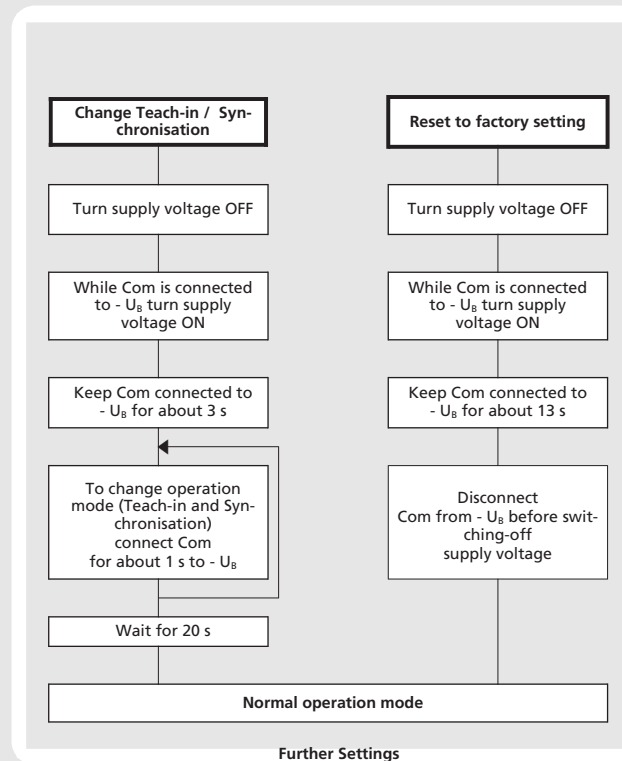 Change Teach-in / Syn-
chronisation
Turn supply voltage OFF
While Com is connected
to - UB turn supply
voltage ON
Keep Com connected to
- UB for about 3 s
To change operation
mode (Teach-in and Syn-
chronisation)
connect Com
for about 1 s to - UB
Wait for 20 s
Reset to factory setting
Turn supply voltage OFF
While Com is connected
to - UB turn supply
voltage ON
Keep Com connected to
- UB for about 13 s
Disconnect
Com from - UB before swit-
ching-off
supply voltage
Normal operation mode
Further Settings